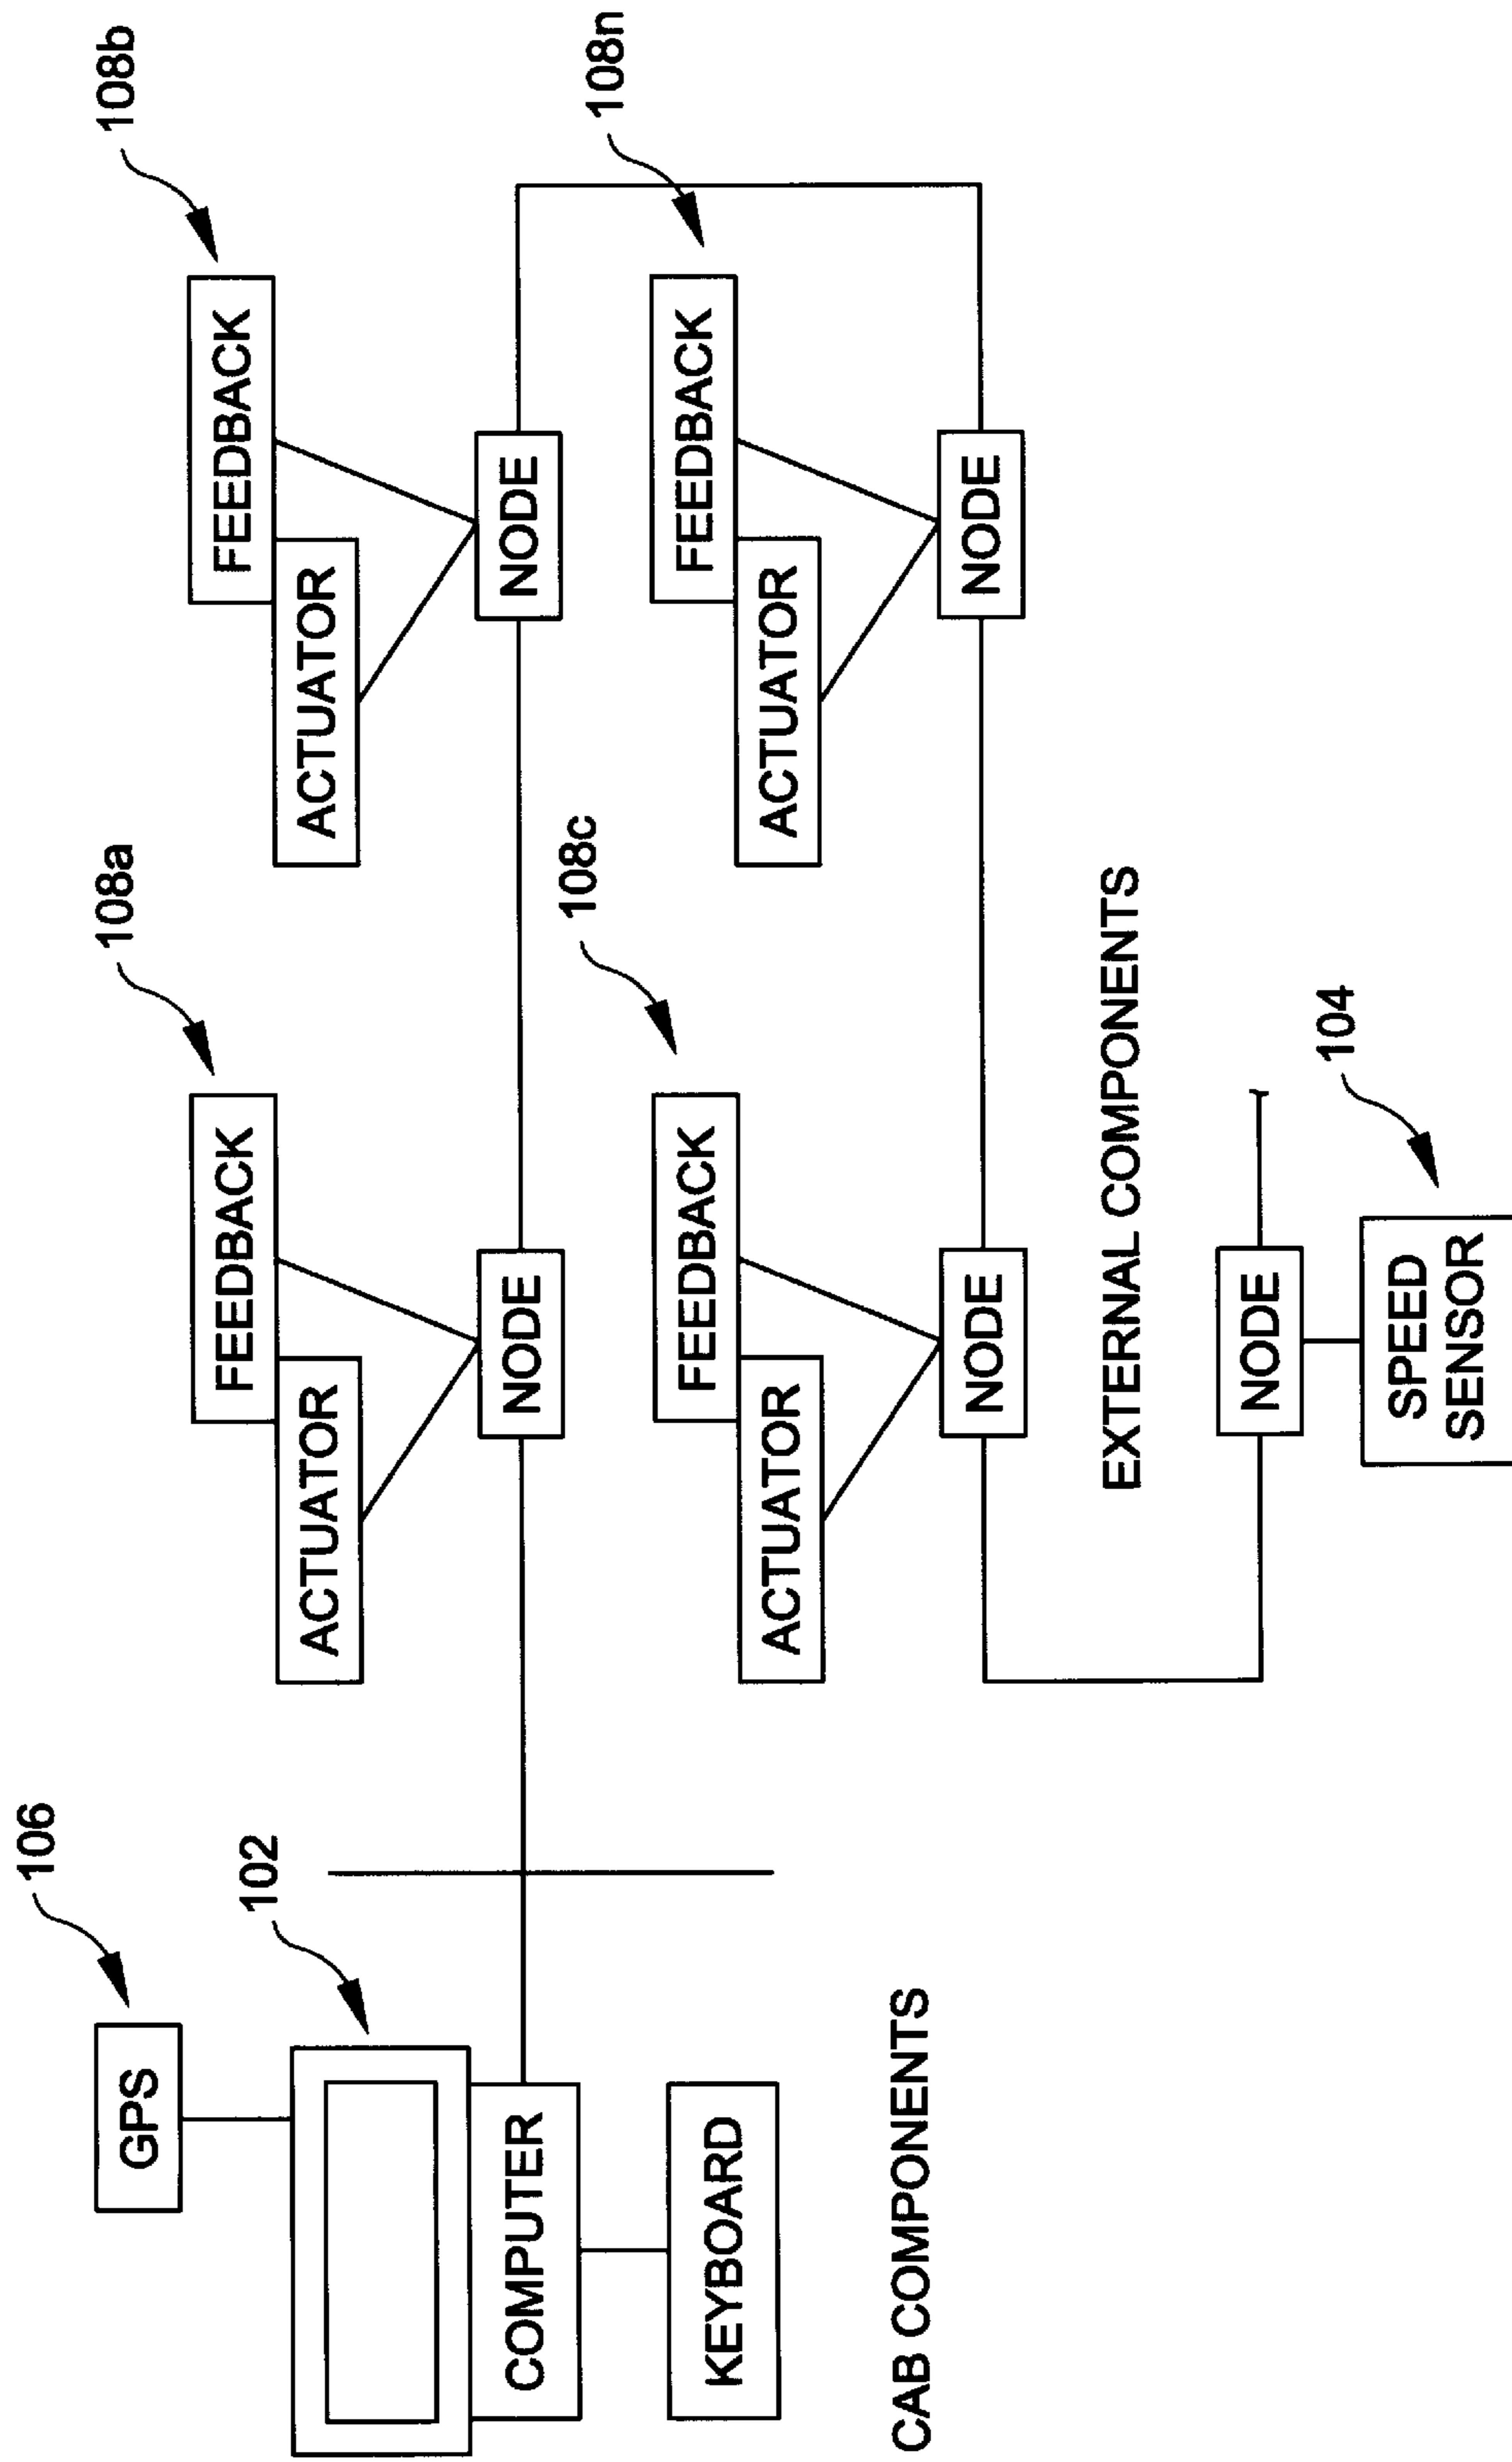 106
GPS
102
COMPUTER
KEYBOARD
CAB COMPONENTS
108a
FEEDBACK
ACTUATOR
NODE
108b
FEEDBACK
ACTUATOR
NODE
108c
FEEDBACK
ACTUATOR
NODE
108n
FEEDBACK
ACTUATOR
NODE
EXTERNAL COMPONENTS
NODE
104
SPEED
SENSOR